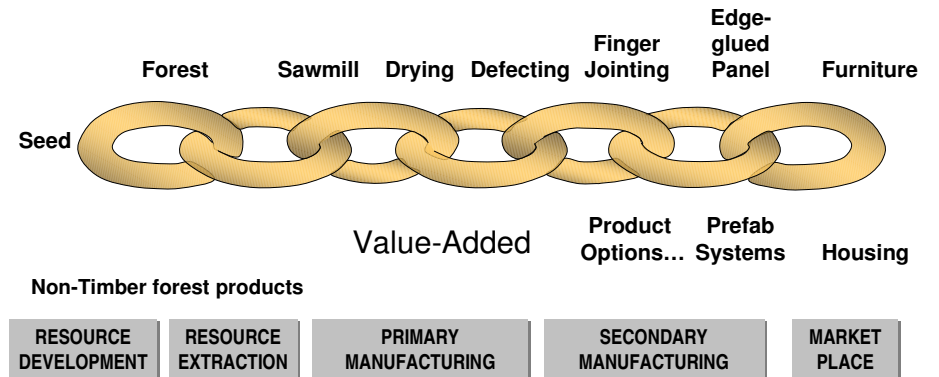 Seed
Forest
Sawmill
Drying
Defecting
Finger
Jointing
Edge-
glued
Panel
Furniture
Value-Added
Product
Options…
Prefab
Systems
Housing
Non-Timber forest products
RESOURCE
DEVELOPMENT
RESOURCE
EXTRACTION
PRIMARY
MANUFACTURING
SECONDARY
MANUFACTURING
MARKET
PLACE